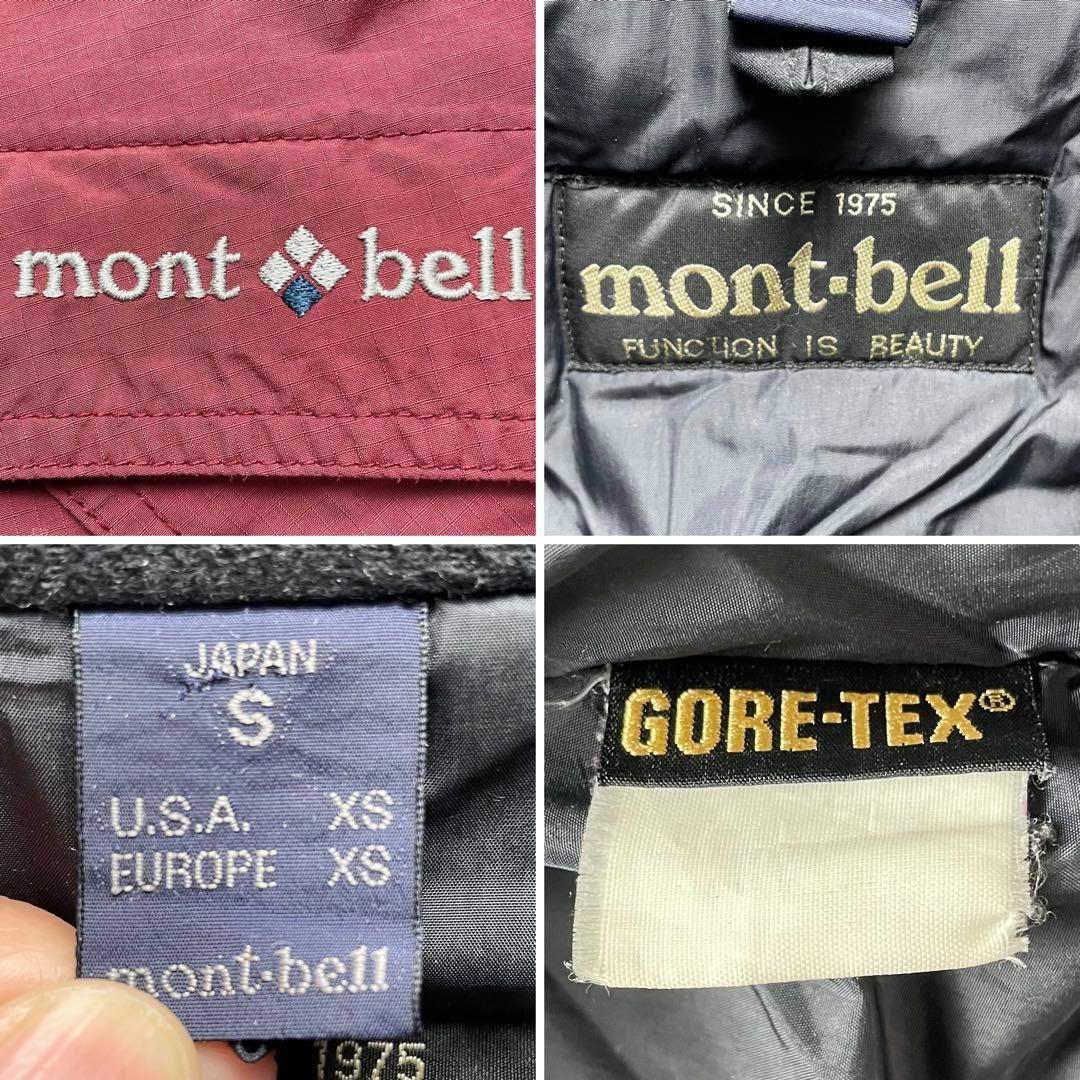 mont bell
SINCE 1975
mont-bell
FUNCTION IS BEAUTY
JAPAN
S
U.S.A. XS
EUROPE XS
mont-bell
1975
GORE-TEX®